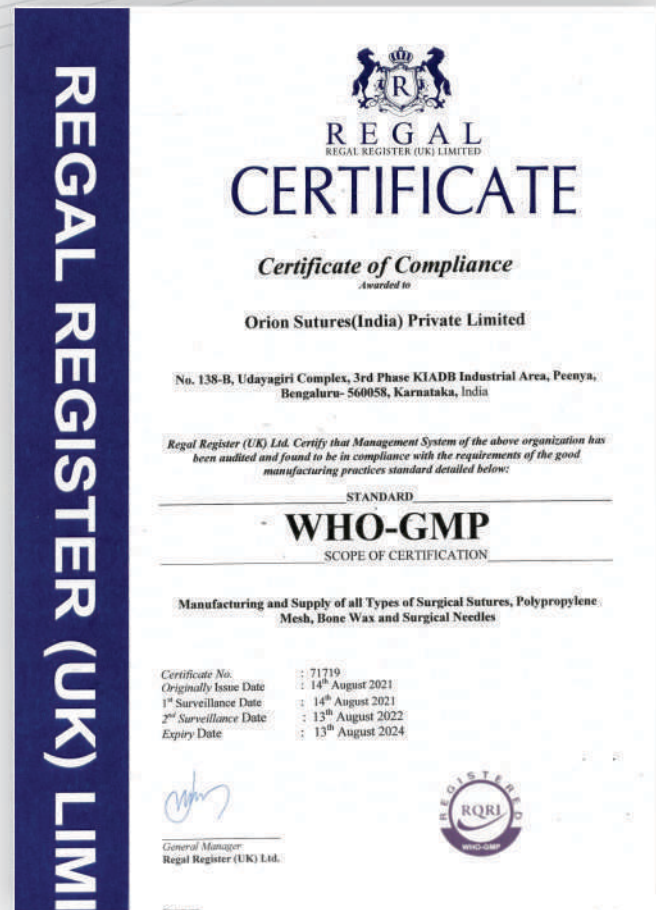 REGAL REGISTER (UK) LIMI
R
REGAL
REGAL REGISTER (UK) LIMITED
CERTIFICATE
Certificate of Compliance
Awarded to
Orion Sutures(India) Private Limited
No. 138-B, Udayagiri Complex, 3rd Phase KIADB Industrial Area, Peenya,
Bengaluru- 560058, Karnataka, India
Regal Register (UK) Ltd. Certify that Management System of the above organization has
been audited and found to be in compliance with the requirements of the good
manufacturing practices standard detailed below:
STANDARD
WHO-GMP
SCOPE OF CERTIFICATION
Manufacturing and Supply of all Types of Surgical Sutures, Polypropylene
Mesh, Bone Wax and Surgical Needles
Certificate No. : 71719
Originally Issue Date : 14th August 2021
1st Surveillance Date : 14th August 2021
2nd Surveillance Date : 13th August 2022
Expiry Date : 13th August 2024
General Manager
Regal Register (UK) Ltd.
REGISTERED
RQRI
WHO-GMP